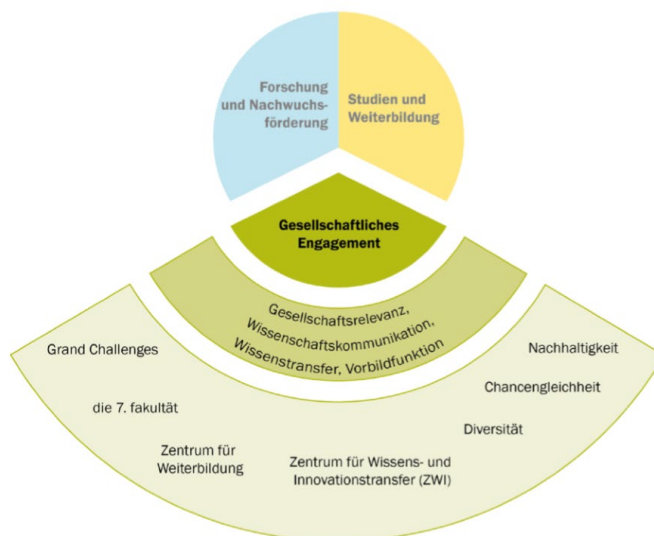 Forschung
und Nachwuchs-
förderung
Studien und
Weiterbildung
Gesellschaftliches
Engagement
Gesellschaftsrelevanz,
Wissenschaftskommunikation,
Wissenstransfer, Vorbildfunktion
Grand Challenges
die 7. fakultät
Zentrum für
Weiterbildung
Zentrum für Wissens- und
Innovationstransfer (ZWI)
Nachhaltigkeit
Chancengleichheit
Diversität